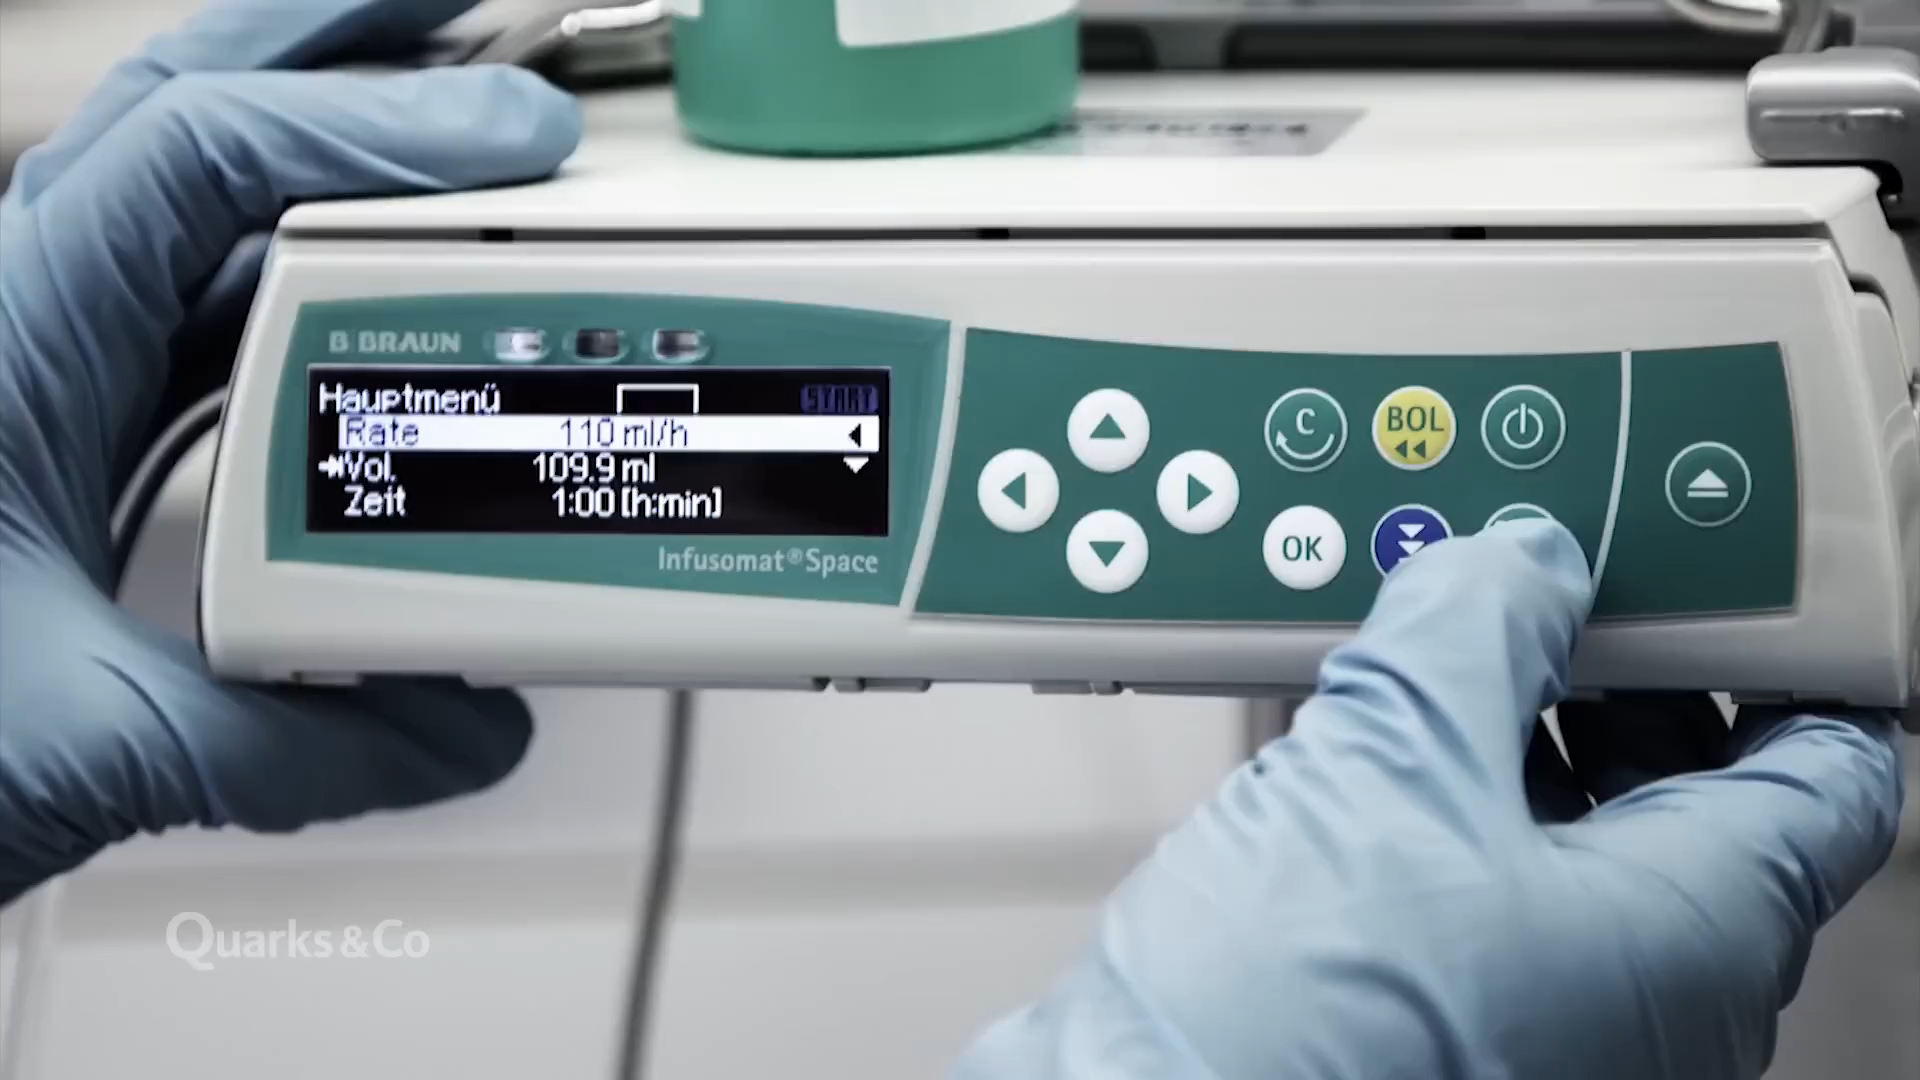 B|BRAUN
Hauptmenü START
Rate 110 ml/h
Vol. 109.9 ml
Zeit 1:00 [h:min]
Infusomat®Space
C
BOL
OK
Quarks&Co